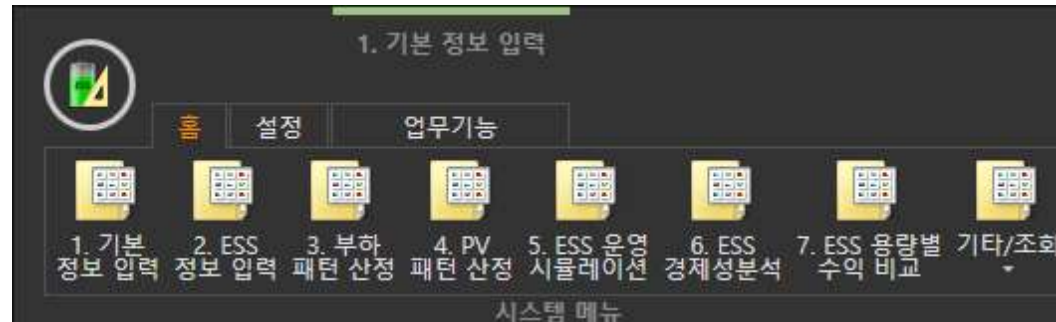 1. 기본 정보 입력
홈 설정 업무기능
1. 기본 정보 입력
2. ESS 정보 입력
3. 부하 패턴 산정
4. PV 패턴 산정
5. ESS 운영 시뮬레이션
6. ESS 경제성분석
7. ESS 용량별 수익 비교
기타/조회
시스템 메뉴